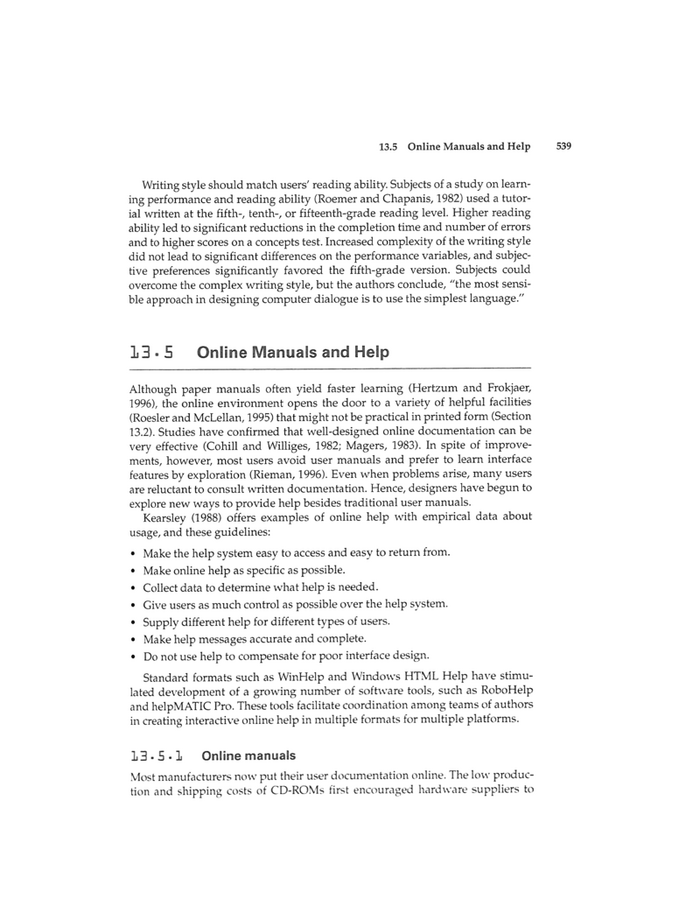 13.5 Online Manuals and Help 539
Writing style should match users' reading ability. Subjects of a study on learn-
ing performance and reading ability (Roemer and Chapanis, 1982) used a tutor-
ial written at the fifth-, tenth-, or fifteenth-grade reading level. Higher reading
ability led to significant reductions in the completion time and number of errors
and to higher scores on a concepts test. Increased complexity of the writing style
did not lead to significant differences on the performance variables, and subjec-
tive preferences significantly favored the fifth-grade version. Subjects could
overcome the complex writing style, but the authors conclude, "the most sensi-
ble approach in designing computer dialogue is to use the simplest language."
13.5 Online Manuals and Help
Although paper manuals often yield faster learning (Hertzum and Frokjaer,
1996), the online environment opens the door to a variety of helpful facilities
(Roesler and McLellan, 1995) that might not be practical in printed form (Section
13.2). Studies have confirmed that well-designed online documentation can be
very effective (Cohill and Williges, 1982; Magers, 1983). In spite of improve-
ments, however, most users avoid user manuals and prefer to learn interface
features by exploration (Rieman, 1996). Even when problems arise, many users
are reluctant to consult written documentation. Hence, designers have begun to
explore new ways to provide help besides traditional user manuals.
Kearsley (1988) offers examples of online help with empirical data about
usage, and these guidelines:
• Make the help system easy to access and easy to return from.
• Make online help as specific as possible.
• Collect data to determine what help is needed.
• Give users as much control as possible over the help system.
• Supply different help for different types of users.
• Make help messages accurate and complete.
• Do not use help to compensate for poor interface design.
Standard formats such as WinHelp and Windows HTML Help have stimu-
lated development of a growing number of software tools, such as RoboHelp
and helpMATIC Pro. These tools facilitate coordination among teams of authors
in creating interactive online help in multiple formats for multiple platforms.
13.5.1 Online manuals
Most manufacturers now put their user documentation online. The low produc-
tion and shipping costs of CD-ROMs first encouraged hardware suppliers to